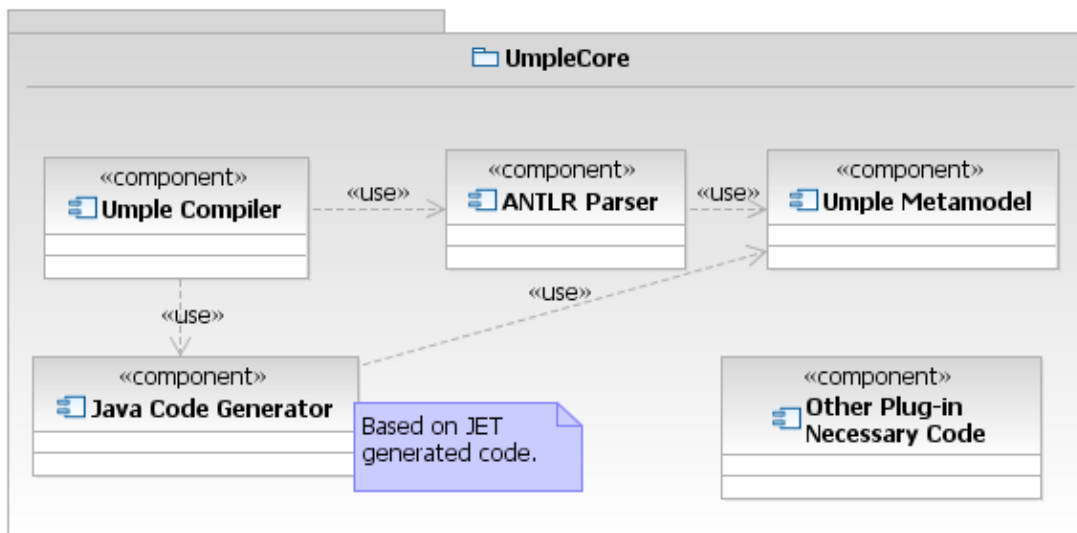 UmpleCore
«component»
Umple Compiler
«use»
«component»
ANTLR Parser
«use»
«component»
Umple Metamodel
«use»
«use»
«component»
Java Code Generator
Based on JET
generated code.
«component»
Other Plug-in
Necessary Code